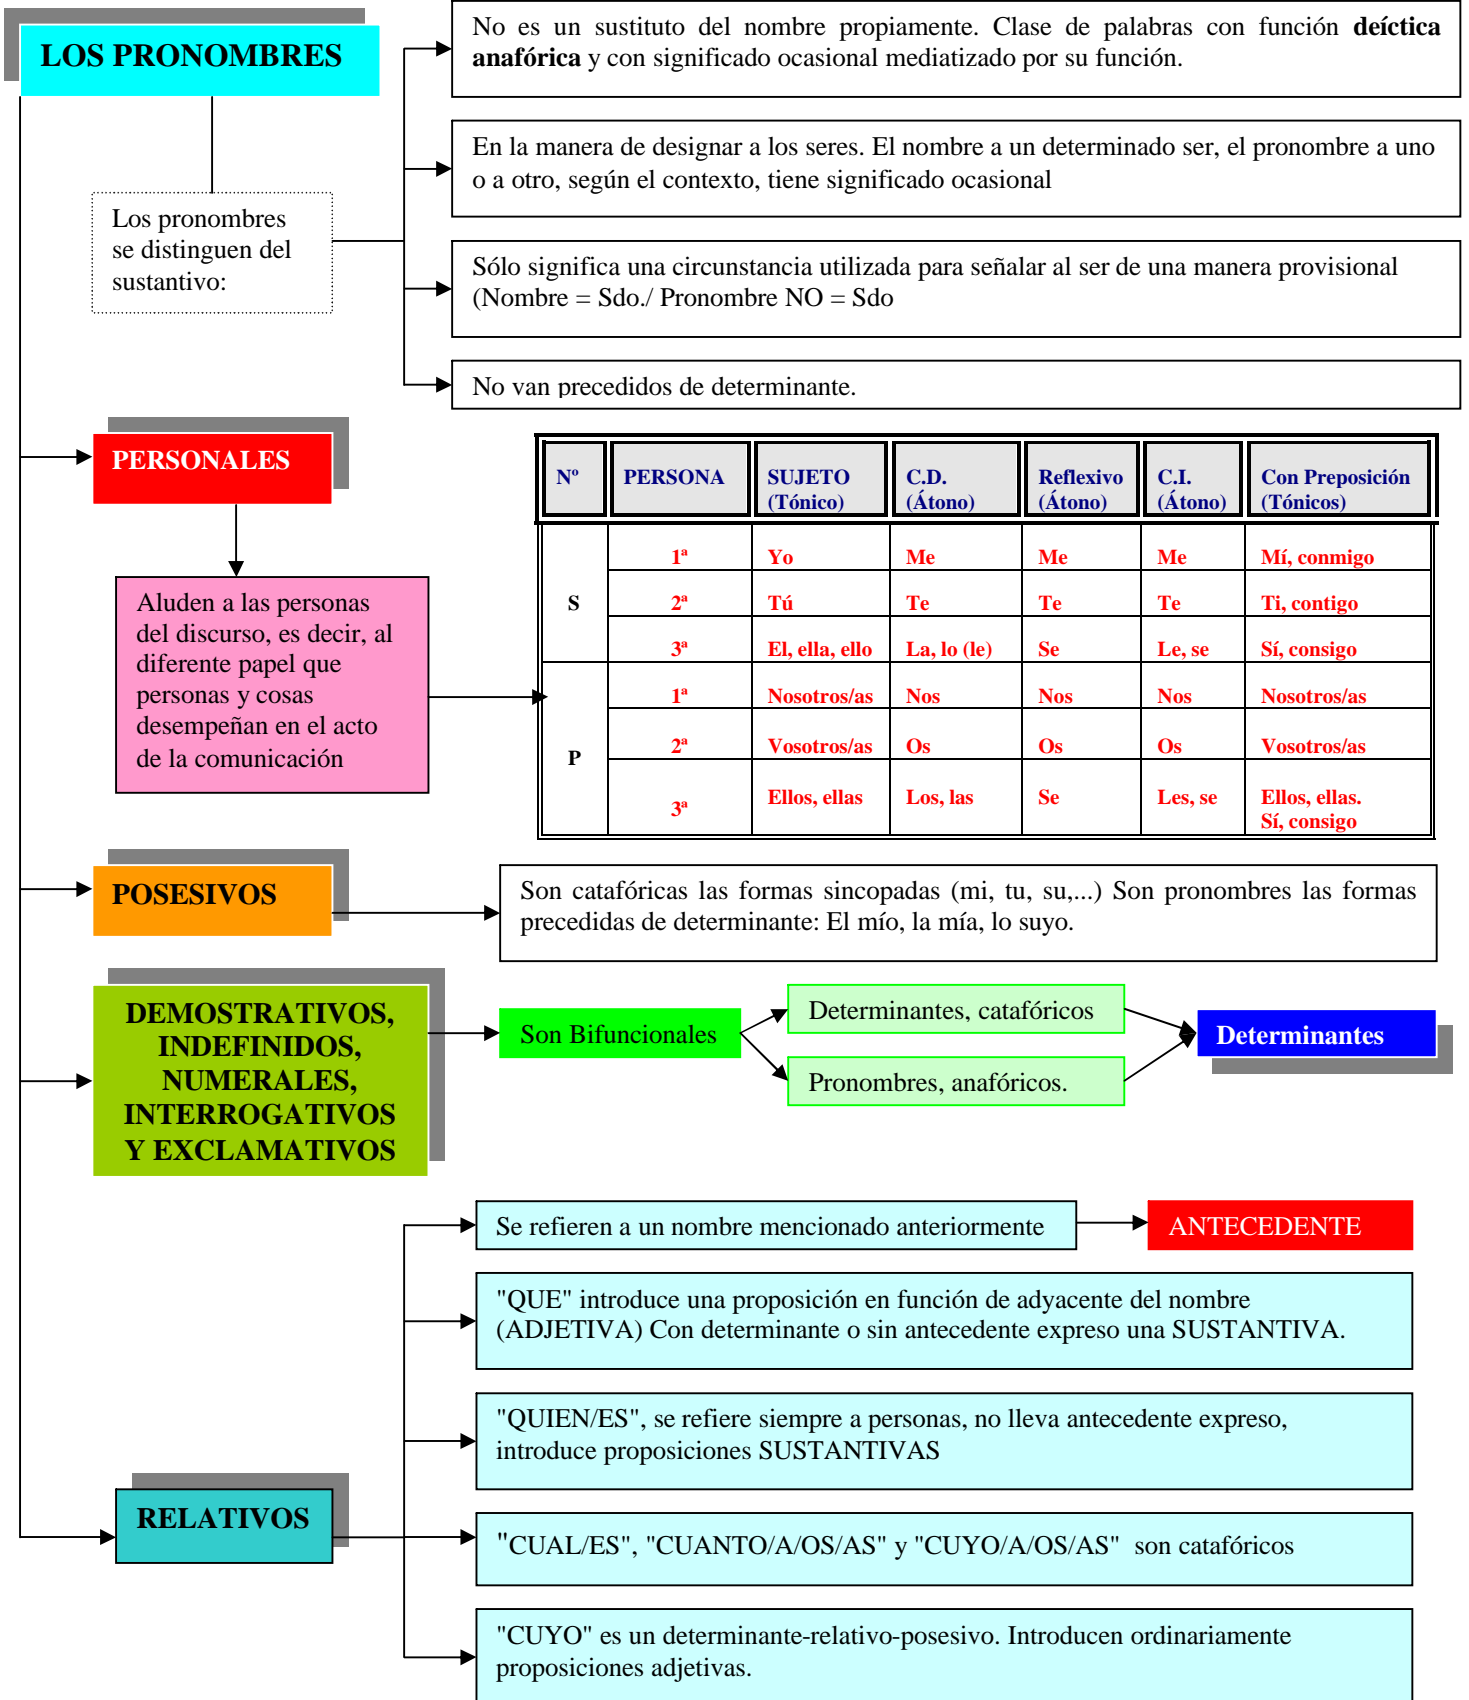 LOS PRONOMBRES
No es un sustituto del nombre propiamente. Clase de palabras con función deíctica
anafórica y con significado ocasional mediatizado por su función.
En la manera de designar a los seres. El nombre a un determinado ser, el pronombre a uno
o a otro, según el contexto, tiene significado ocasional
Los pronombres
se distinguen del
sustantivo:
Sólo significa una circunstancia utilizada para señalar al ser de una manera provisional
(Nombre = Sdo./ Pronombre NO = Sdo
No van precedidos de determinante.
PERSONALES
Aluden a las personas
del discurso, es decir, al
diferente papel que
personas y cosas
desempeñan en el acto
de la comunicación
Nº PERSONA SUJETO C.D. Reflexivo C.I. Con Preposición
(Tónico) (Átono) (Átono) (Átono) (Tónicos)
1ª Yo Me Me Me Mí, conmigo
S 2ª Tú Te Te Te Ti, contigo
3ª El, ella, ello La, lo (le) Se Le, se Sí, consigo
1ª Nosotros/as Nos Nos Nos Nosotros/as
P 2ª Vosotros/as Os Os Os Vosotros/as
3ª Ellos, ellas Los, las Se Les, se Ellos, ellas.
Sí, consigo
POSESIVOS
Son catafóricas las formas sincopadas (mi, tu, su,...) Son pronombres las formas
precedidas de determinante: El mío, la mía, lo suyo.
DEMOSTRATIVOS,
INDEFINIDOS,
NUMERALES,
INTERROGATIVOS
Y EXCLAMATIVOS
Son Bifuncionales
Determinantes, catafóricos
Pronombres, anafóricos.
Determinantes
RELATIVOS
Se refieren a un nombre mencionado anteriormente
ANTECEDENTE
"QUE" introduce una proposición en función de adyacente del nombre
(ADJETIVA) Con determinante o sin antecedente expreso una SUSTANTIVA.
"QUIEN/ES", se refiere siempre a personas, no lleva antecedente expreso,
introduce proposiciones SUSTANTIVAS
"CUAL/ES", "CUANTO/A/OS/AS" y "CUYO/A/OS/AS" son catafóricos
"CUYO" es un determinante-relativo-posesivo. Introducen ordinariamente
proposiciones adjetivas.